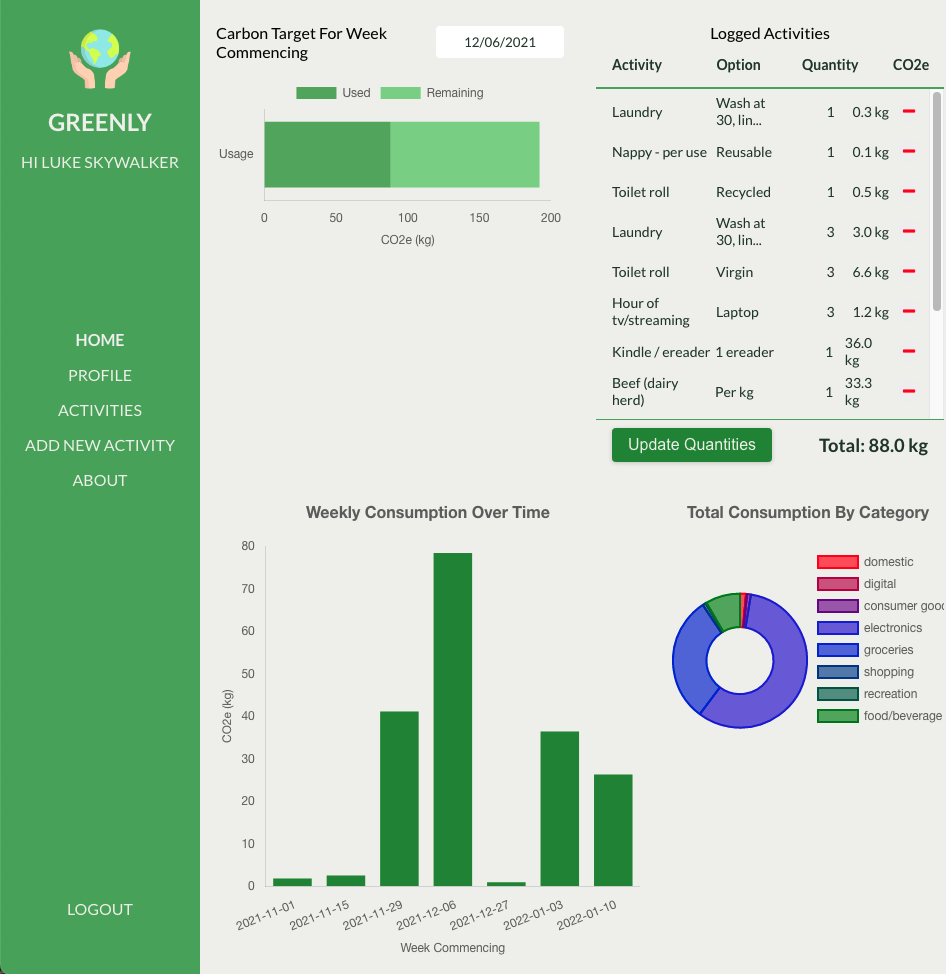 GREENLY
HI LUKE SKYWALKER
HOME
PROFILE
ACTIVITIES
ADD NEW ACTIVITY
ABOUT
LOGOUT
Carbon Target For Week
Commencing
12/06/2021
Used Remaining
Usage
0 50 100 150 200
CO2e (kg)
Logged Activities
Activity Option Quantity CO2e
Laundry Wash at 30, lin... 1 0.3 kg
Nappy - per use Reusable 1 0.1 kg
Toilet roll Recycled 1 0.5 kg
Laundry Wash at 30, lin... 3 3.0 kg
Toilet roll Virgin 3 6.6 kg
Hour of tv/streaming Laptop 3 1.2 kg
Kindle / ereader 1 ereader 1 36.0 kg
Beef (dairy herd) Per kg 1 33.3 kg
Update Quantities Total: 88.0 kg
Weekly Consumption Over Time
80
70
60
50
40
30
20
10
0
CO2e (kg)
2021-11-01 2021-11-15 2021-11-29 2021-12-06 2021-12-27 2022-01-03 2022-01-10
Week Commencing
Total Consumption By Category
domestic
digital
consumer goo
electronics
groceries
shopping
recreation
food/beverage